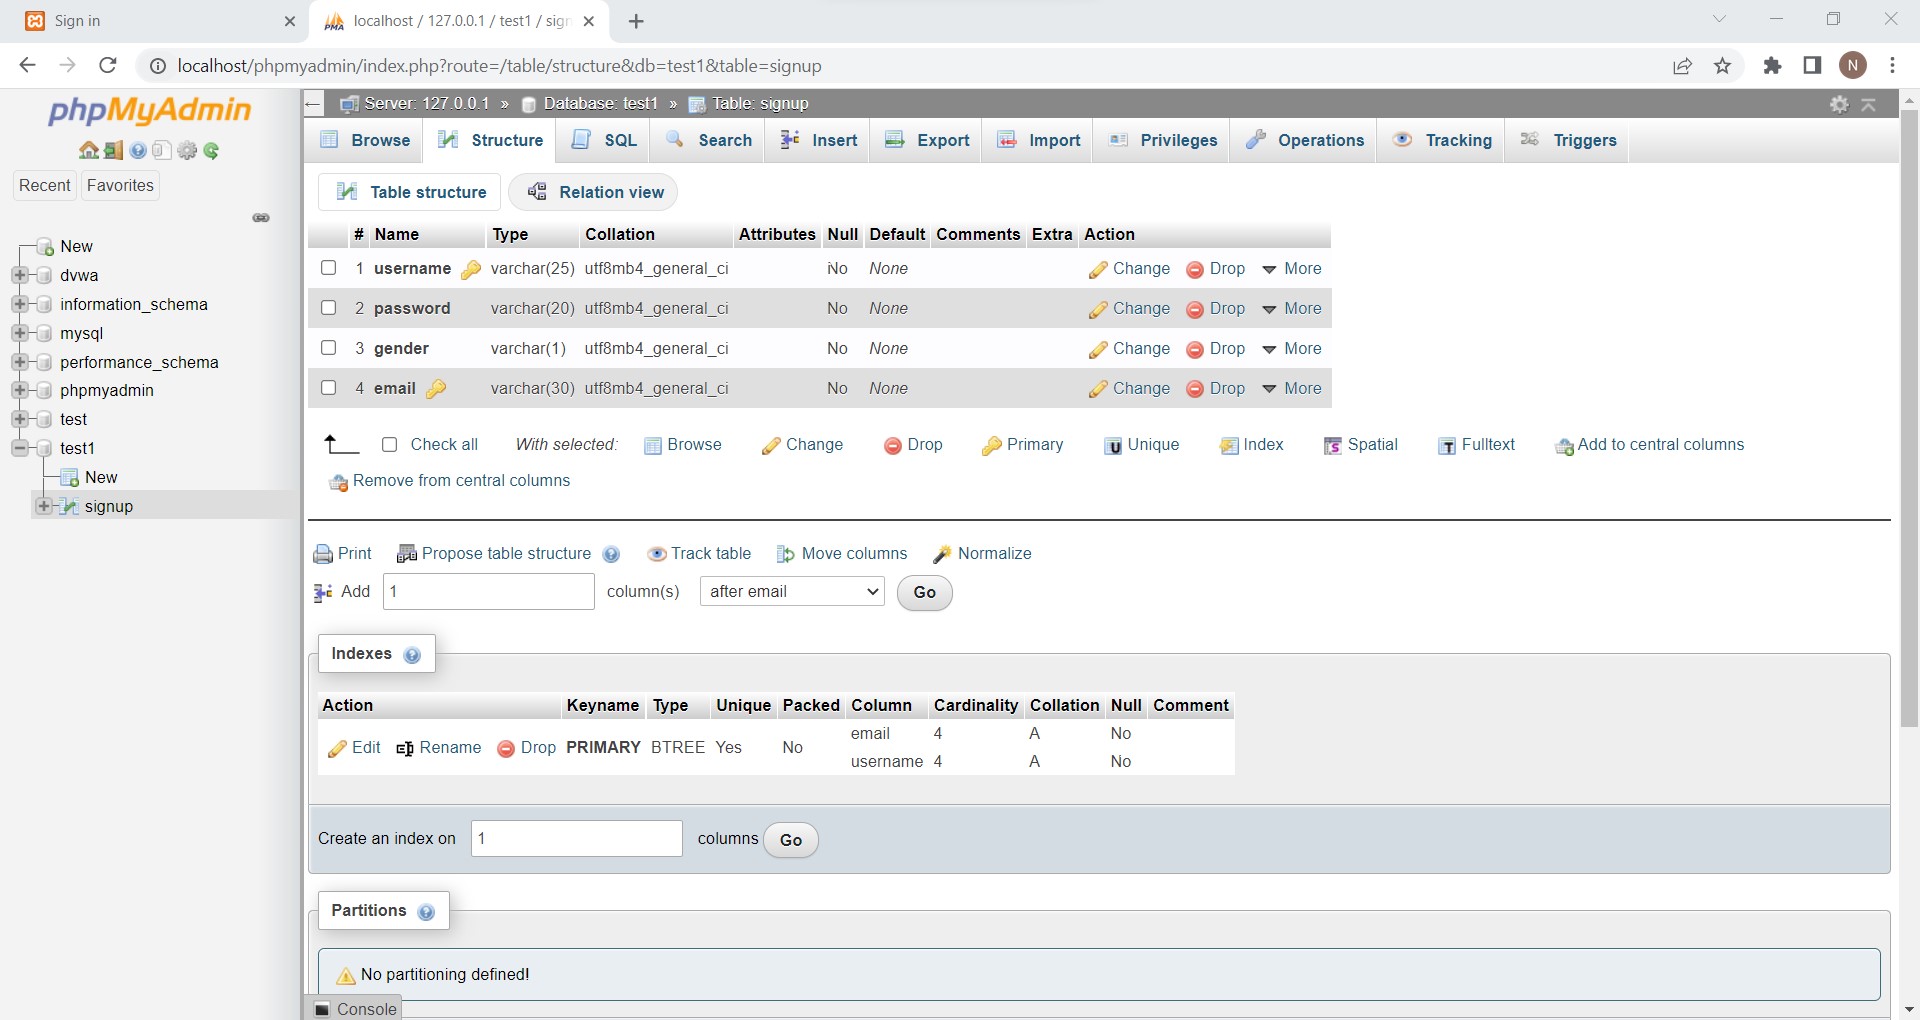 Sign in
localhost / 127.0.0.1 / test1 / sign
localhost/phpmyadmin/index.php?route=/table/structure&db=test1&table=signup
N
phpMyAdmin
Recent Favorites
New
dvwa
information_schema
mysql
performance_schema
phpmyadmin
test
test1
New
signup
Server: 127.0.0.1 » Database: test1 » Table: signup
Browse Structure SQL Search Insert Export Import Privileges Operations Tracking Triggers
Table structure Relation view
# Name Type Collation Attributes Null Default Comments Extra Action
1 username varchar(25) utf8mb4_general_ci No None Change Drop More
2 password varchar(20) utf8mb4_general_ci No None Change Drop More
3 gender varchar(1) utf8mb4_general_ci No None Change Drop More
4 email varchar(30) utf8mb4_general_ci No None Change Drop More
Check all With selected: Browse Change Drop Primary Unique Index Spatial Fulltext Add to central columns
Remove from central columns
Print Propose table structure Track table Move columns Normalize
Add 1 column(s) after email Go
Indexes
Action Keyname Type Unique Packed Column Cardinality Collation Null Comment
Edit Rename Drop PRIMARY BTREE Yes No email 4 A No
username 4 A No
Create an index on 1 columns Go
Partitions
No partitioning defined!
Console